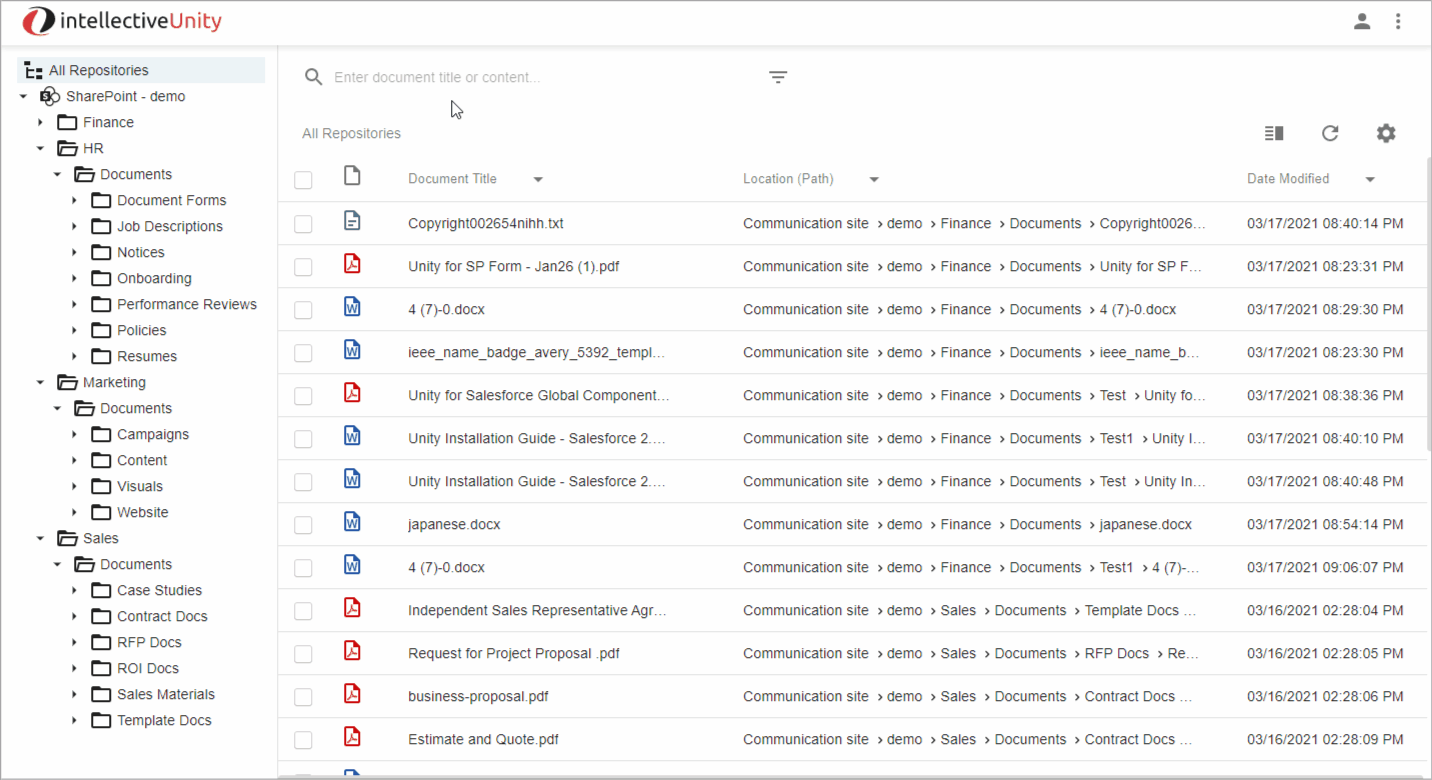 intellectiveUnity
All Repositories
SharePoint - demo
Finance
HR
Documents
Document Forms
Job Descriptions
Notices
Onboarding
Performance Reviews
Policies
Resumes
Marketing
Documents
Campaigns
Content
Visuals
Website
Sales
Documents
Case Studies
Contract Docs
RFP Docs
ROI Docs
Sales Materials
Template Docs
Enter document title or content...
All Repositories
Document Title Location (Path) Date Modified
Copyright002654nihh.txt Communication site › demo › Finance › Documents › Copyright0026... 03/17/2021 08:40:14 PM
Unity for SP Form - Jan26 (1).pdf Communication site › demo › Finance › Documents › Unity for SP F... 03/17/2021 08:23:31 PM
4 (7)-0.docx Communication site › demo › Finance › Documents › 4 (7)-0.docx 03/17/2021 08:29:30 PM
ieee_name_badge_avery_5392_templ... Communication site › demo › Finance › Documents › ieee_name_b... 03/17/2021 08:23:30 PM
Unity for Salesforce Global Component... Communication site › demo › Finance › Documents › Test › Unity fo... 03/17/2021 08:38:36 PM
Unity Installation Guide - Salesforce 2.... Communication site › demo › Finance › Documents › Test1 › Unity I... 03/17/2021 08:40:10 PM
Unity Installation Guide - Salesforce 2.... Communication site › demo › Finance › Documents › Test › Unity In... 03/17/2021 08:40:48 PM
japanese.docx Communication site › demo › Finance › Documents › japanese.docx 03/17/2021 08:54:14 PM
4 (7)-0.docx Communication site › demo › Finance › Documents › Test1 › 4 (7)-... 03/17/2021 09:06:07 PM
Independent Sales Representative Agr... Communication site › demo › Sales › Documents › Template Docs ... 03/16/2021 02:28:04 PM
Request for Project Proposal .pdf Communication site › demo › Sales › Documents › RFP Docs › Re... 03/16/2021 02:28:05 PM
business-proposal.pdf Communication site › demo › Sales › Documents › Contract Docs ... 03/16/2021 02:28:06 PM
Estimate and Quote.pdf Communication site › demo › Sales › Documents › Contract Docs ... 03/16/2021 02:28:09 PM